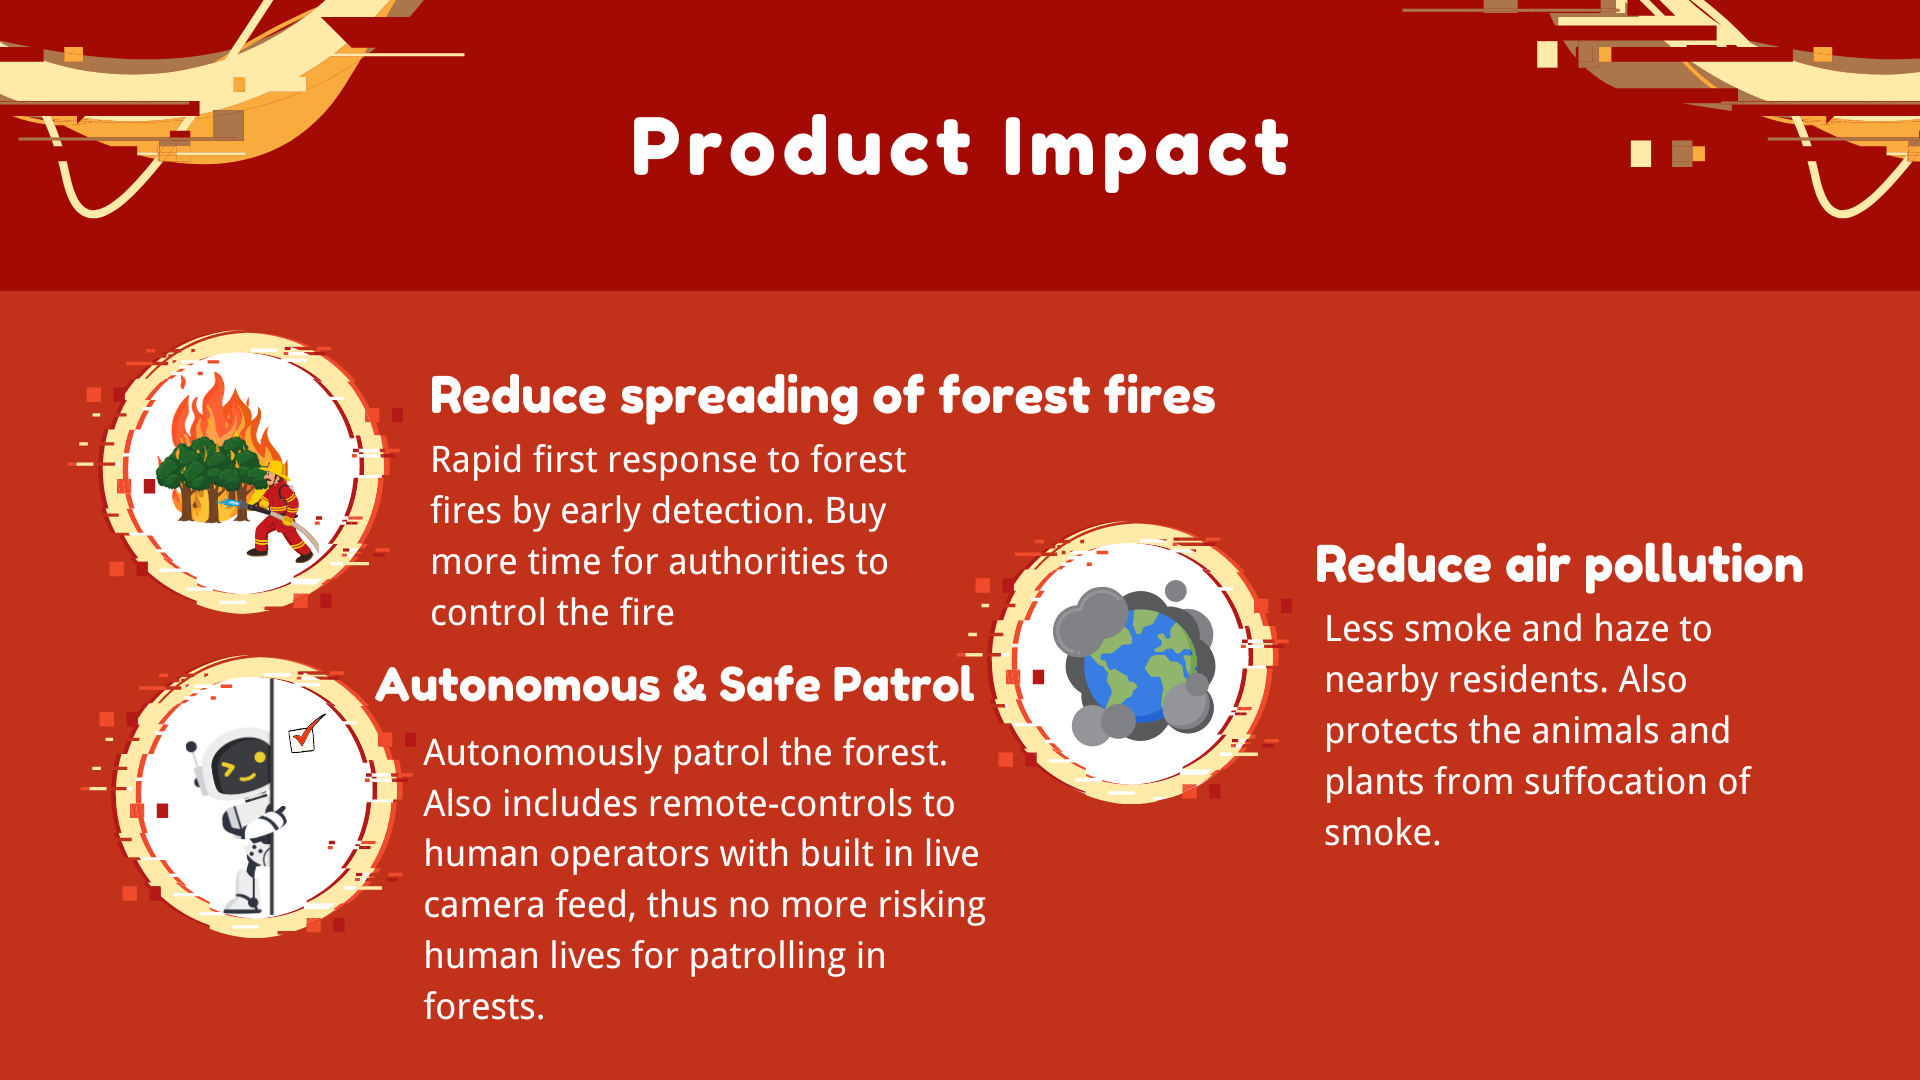 Product Impact
Reduce spreading of forest fires
Rapid first response to forest
fires by early detection. Buy
more time for authorities to
control the fire
Autonomous & Safe Patrol
Autonomously patrol the forest.
Also includes remote-controls to
human operators with built in live
camera feed, thus no more risking
human lives for patrolling in
forests.
Reduce air pollution
Less smoke and haze to
nearby residents. Also
protects the animals and
plants from suffocation of
smoke.